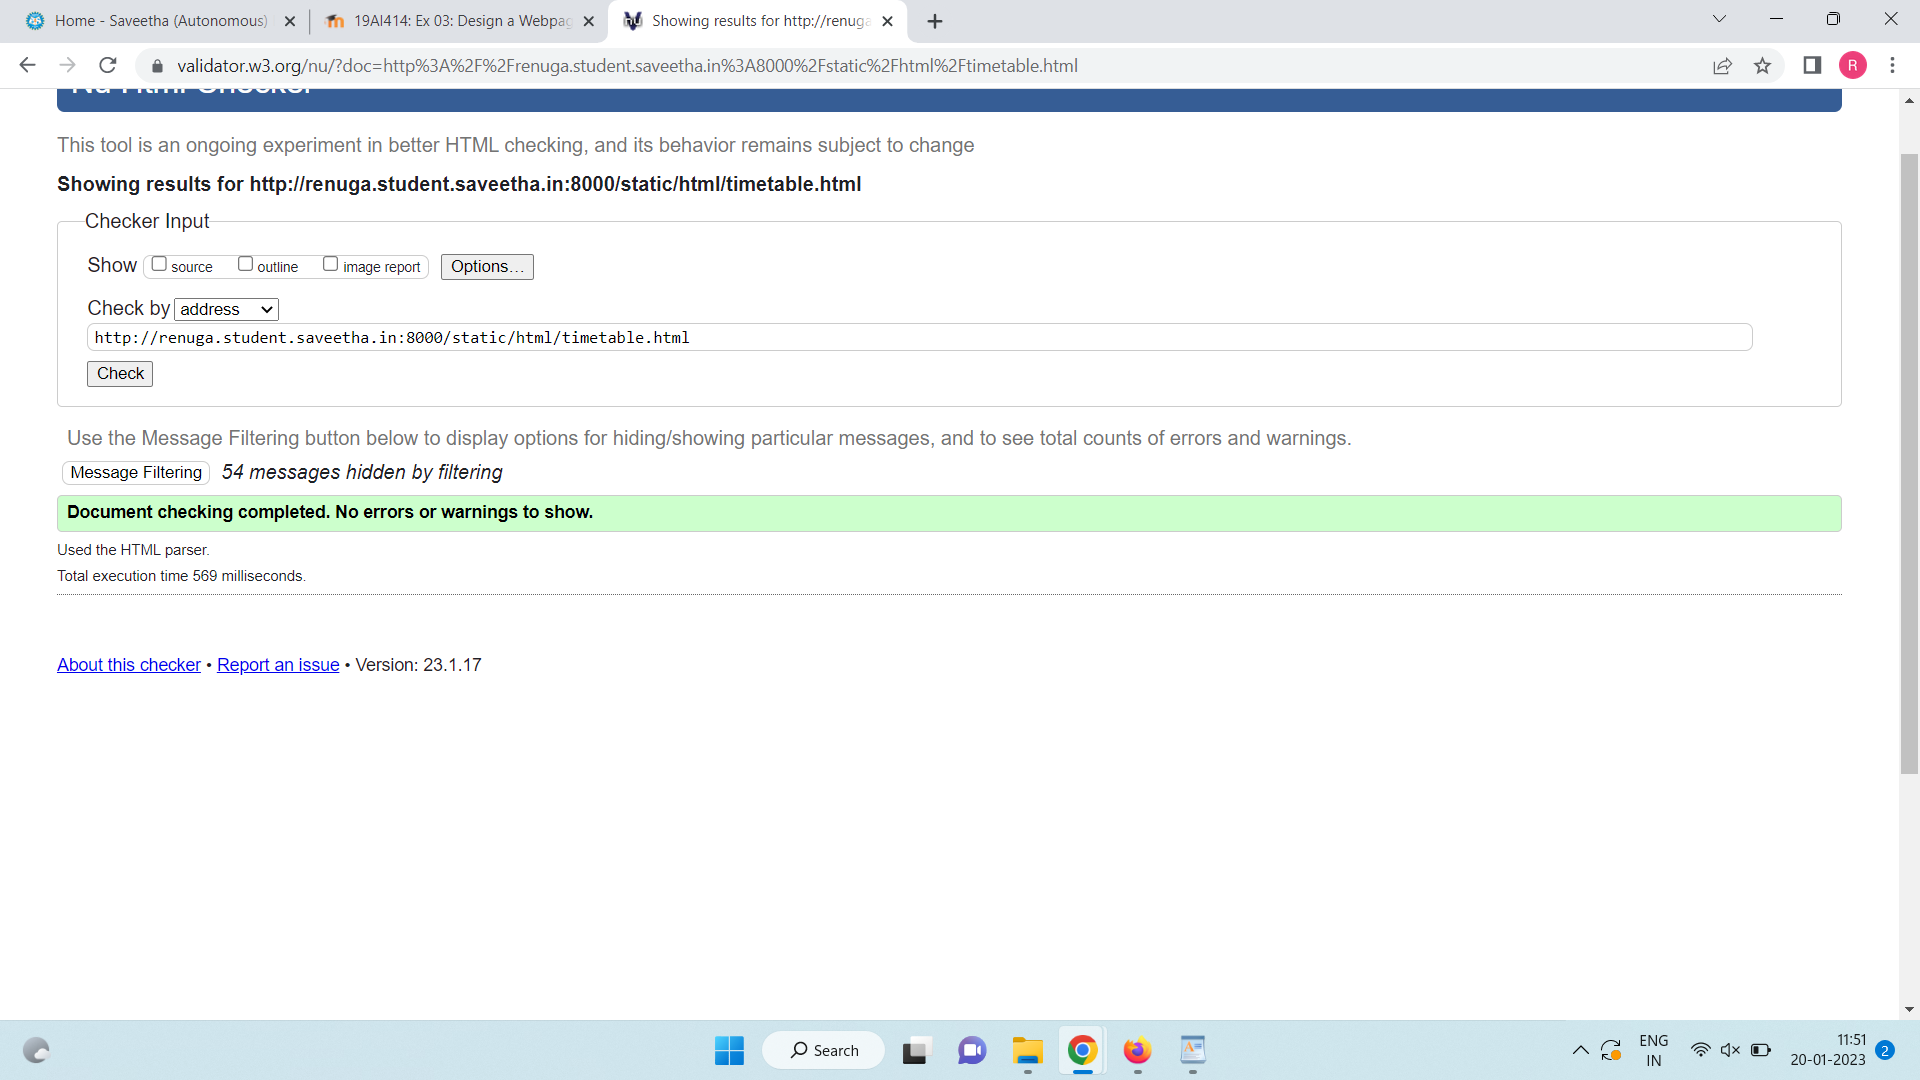 Home - Saveetha (Autonomous)
19AI414: Ex 03: Design a Webpag
Showing results for http://renuga
validator.w3.org/nu/?doc=http%3A%2F%2Frenuga.student.saveetha.in%3A8000%2Fstatic%2Fhtml%2Ftimetable.html
R
Nu Html Checker
This tool is an ongoing experiment in better HTML checking, and its behavior remains subject to change
Showing results for http://renuga.student.saveetha.in:8000/static/html/timetable.html
Checker Input
Show source outline image report Options...
Check by address
http://renuga.student.saveetha.in:8000/static/html/timetable.html
Check
Use the Message Filtering button below to display options for hiding/showing particular messages, and to see total counts of errors and warnings.
Message Filtering 54 messages hidden by filtering
Document checking completed. No errors or warnings to show.
Used the HTML parser.
Total execution time 569 milliseconds.
About this checker • Report an issue • Version: 23.1.17
Search
ENG
IN
11:51
20-01-2023
2